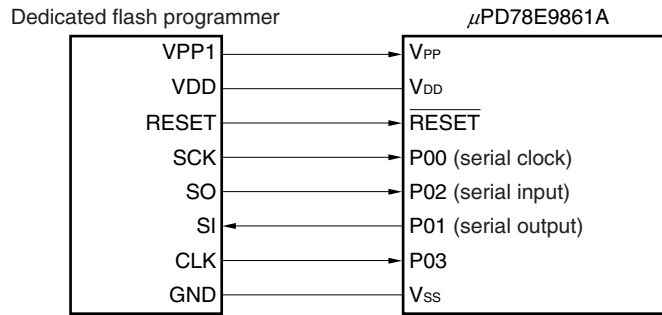 Dedicated flash programmer μPD78E9861A
VPP1 VPP
VDD VDD
RESET RESET
SCK P00 (serial clock)
SO P02 (serial input)
SI P01 (serial output)
CLK P03
GND VSS